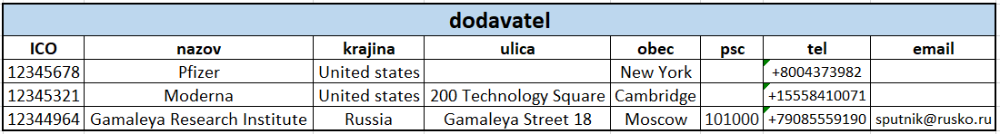 dodavatel
ICO nazov krajina ulica obec psc tel email
12345678 Pfizer United states New York +8004373982
12345321 Moderna United states 200 Technology Square Cambridge +15558410071
12344964 Gamaleya Research Institute Russia Gamaleya Street 18 Moscow 101000 +79085559190 sputnik@rusko.ru